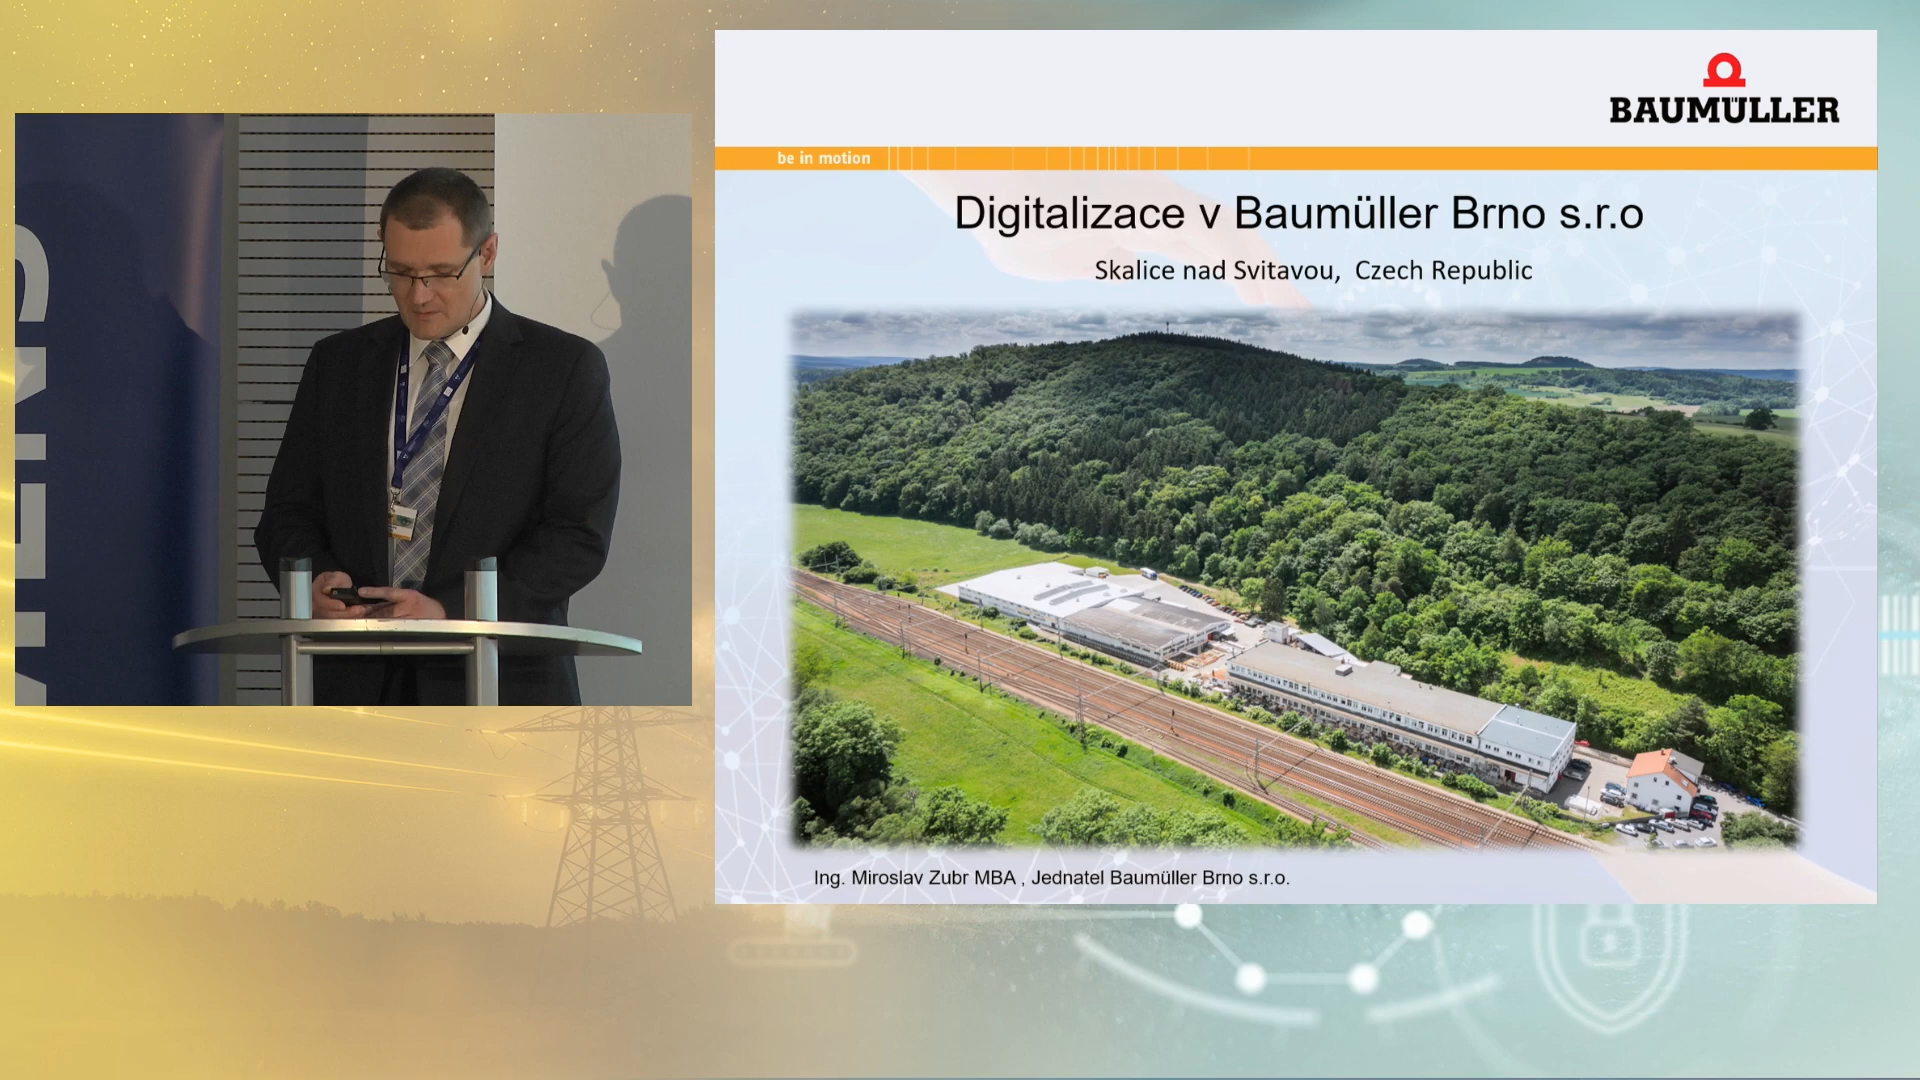 BAUMÜLLER
be in motion
Digitalizace v Baumüller Brno s.r.o
Skalice nad Svitavou, Czech Republic
Ing. Miroslav Zubr MBA , Jednatel Baumüller Brno s.r.o.